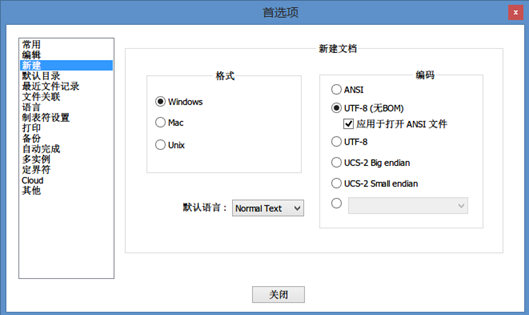 首选项
x
常用
编辑
新建
默认目录
最近文件记录
文件关联
语言
制表符设置
打印
备份
自动完成
多实例
定界符
Cloud
其他
新建文档
格式
Windows
Mac
Unix
默认语言：
Normal Text
编码
ANSI
UTF-8 (无BOM)
应用于打开 ANSI 文件
UTF-8
UCS-2 Big endian
UCS-2 Small endian
关闭